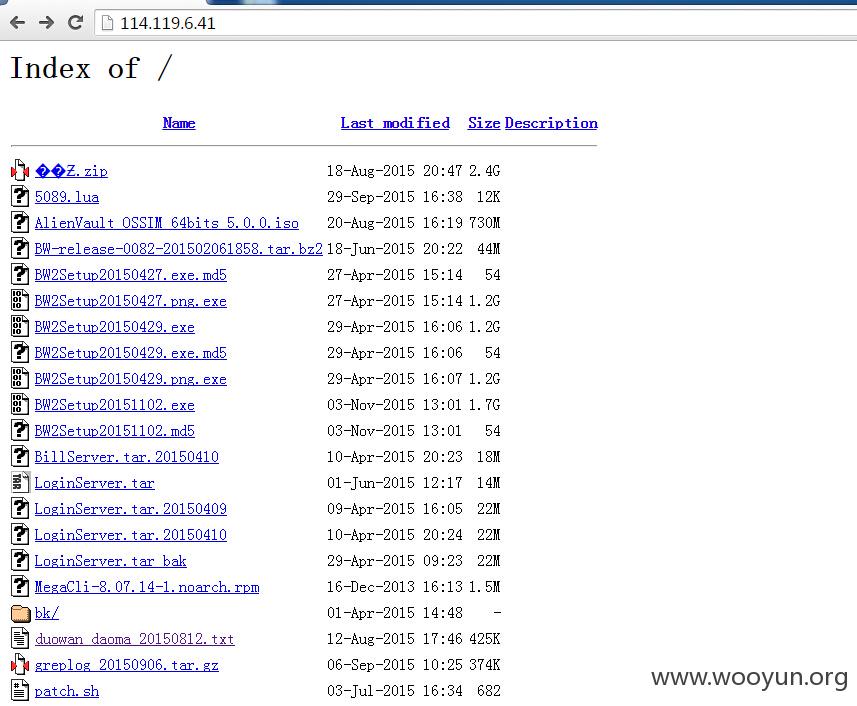 114.119.6.41
Index of /
Name Last modified Size Description
��Z.zip 18-Aug-2015 20:47 2.4G
5089.lua 29-Sep-2015 16:38 12K
AlienVault_OSSIM_64bits_5.0.0.iso 20-Aug-2015 16:19 730M
BW-release-0082-201502061858.tar.bz2 18-Jun-2015 20:22 44M
BW2Setup20150427.exe.md5 27-Apr-2015 15:14 54
BW2Setup20150427.png.exe 27-Apr-2015 15:14 1.2G
BW2Setup20150429.exe 29-Apr-2015 16:06 1.2G
BW2Setup20150429.exe.md5 29-Apr-2015 16:06 54
BW2Setup20150429.png.exe 29-Apr-2015 16:07 1.2G
BW2Setup20151102.exe 03-Nov-2015 13:01 1.7G
BW2Setup20151102.md5 03-Nov-2015 13:01 54
BillServer.tar.20150410 10-Apr-2015 20:23 18M
LoginServer.tar 01-Jun-2015 12:17 14M
LoginServer.tar.20150409 09-Apr-2015 16:05 22M
LoginServer.tar.20150410 10-Apr-2015 20:24 22M
LoginServer.tar_bak 29-Apr-2015 09:23 22M
MegaCli-8.07.14-1.noarch.rpm 16-Dec-2013 16:13 1.5M
bk/ 01-Apr-2015 14:48 -
duowan_daoma_20150812.txt 12-Aug-2015 17:46 425K
greplog_20150906.tar.gz 06-Sep-2015 10:25 374K
patch.sh 03-Jul-2015 16:34 682
www.wooyun.org